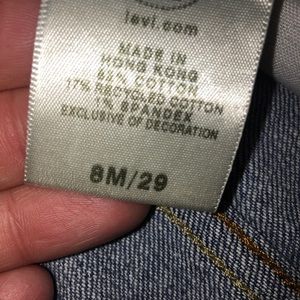 levi.com
MADE IN
HONG KONG
82% COTTON
17% RECYCLED COTTON
1% SPANDEX
EXCLUSIVE OF DECORATION
8M/29